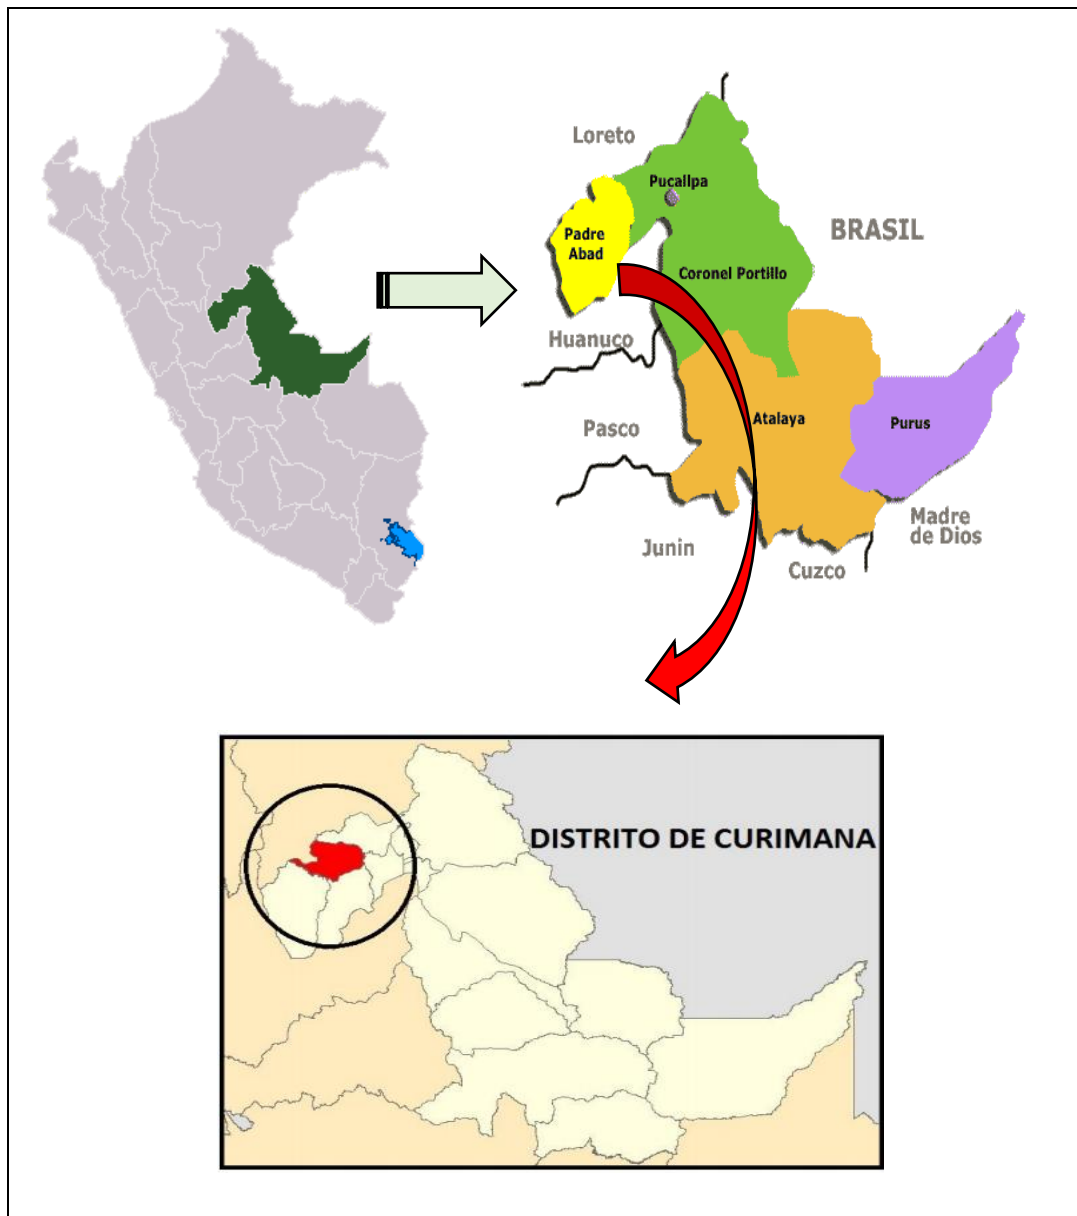 Loreto
Pucallpa
BRASIL
Padre
Abad
Coronel Portillo
Huanuco
Atalaya
Purus
Pasco
Madre
de Dios
Junin
Cuzco
DISTRITO DE CURIMANA